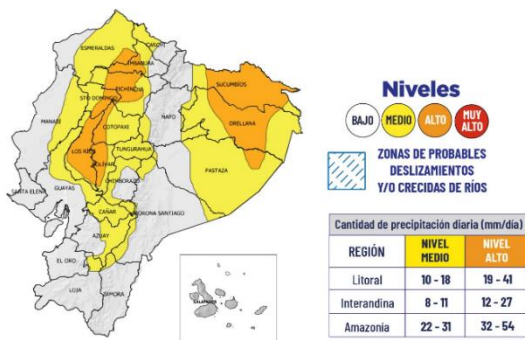 ESMERALDAS
CARCHI
IMBABURA
SUCUMBÍOS
PICHINCHA
STO DOMINGO
ORELLANA
MANABÍ
NAPO
COTOPAXI
LOS RÍOS
TUNGURAHUA
PASTAZA
BOLÍVAR
CHIMBORAZO
SANTA ELENA
GUAYAS
MORONA SANTIAGO
CAÑAR
AZUAY
EL ORO
LOJA
ZAMORA
GALÁPAGOS
Niveles
BAJO MEDIO ALTO MUY ALTO
ZONAS DE PROBABLES
DESLIZAMIENTOS
Y/O CRECIDAS DE RÍOS
Cantidad de precipitación diaria (mm/día)
REGIÓN NIVEL MEDIO NIVEL ALTO
Litoral 10 - 18 19 - 41
Interandina 8 - 11 12 - 27
Amazonía 22 - 31 32 - 54